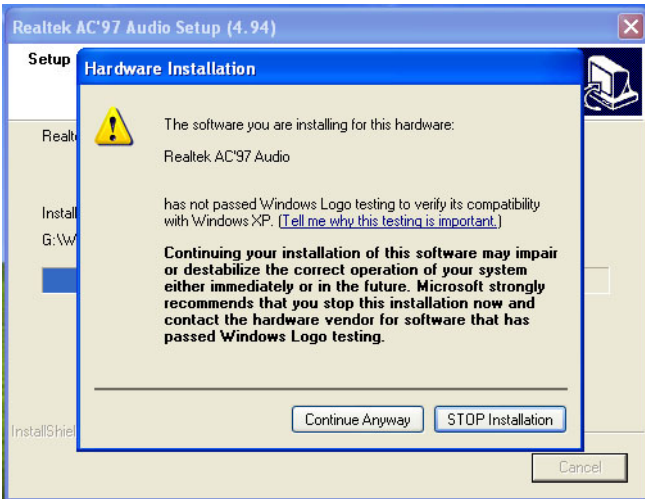 Realtek AC'97 Audio Setup (4.94)
Setup
Hardware Installation
The software you are installing for this hardware:
Realtek AC'97 Audio
has not passed Windows Logo testing to verify its compatibility
with Windows XP. (Tell me why this testing is important.)
Continuing your installation of this software may impair
or destabilize the correct operation of your system
either immediately or in the future. Microsoft strongly
recommends that you stop this installation now and
contact the hardware vendor for software that has
passed Windows Logo testing.
Continue Anyway
STOP Installation
Realt
Install
G:\W
InstallShiel
Cancel